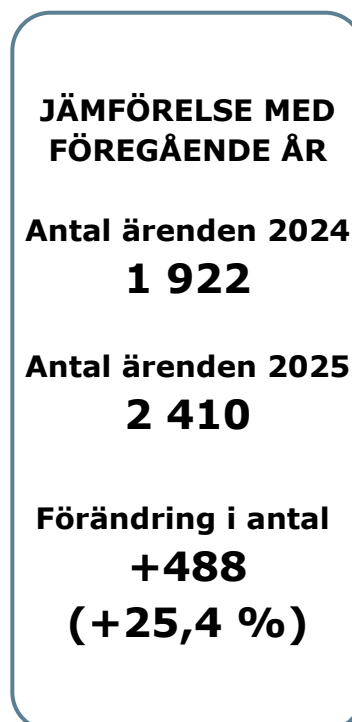 JÄMFÖRELSE MED
FÖREGÅENDE ÅR
Antal ärenden 2024
1 922
Antal ärenden 2025
2 410
Förändring i antal
+488
(+25,4 %)